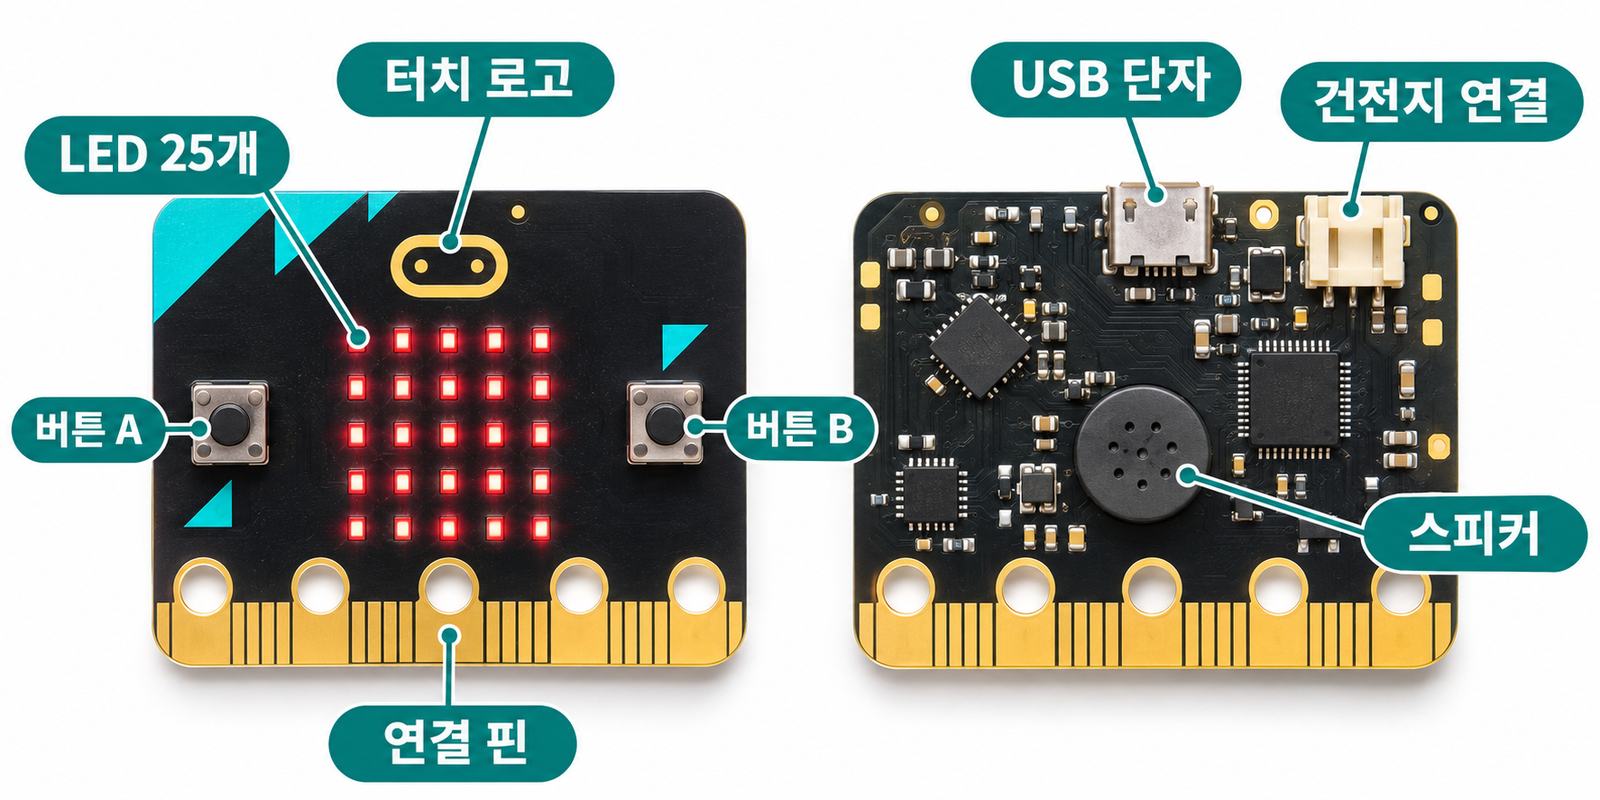 터치 로고
USB 단자
건전지 연결
LED 25개
버튼 A
버튼 B
스피커
연결 핀